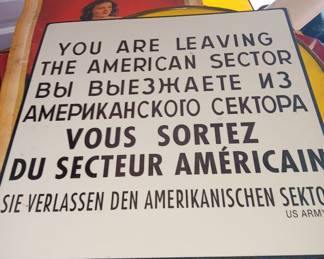 YOU ARE LEAVING
THE AMERICAN SECTOR
ВЫ ВЫЕЗЖАЕТЕ ИЗ
АМЕРИКАНСКОГО СЕКТОРА
VOUS SORTEZ
DU SECTEUR AMÉRICAIN
SIE VERLASSEN DEN AMERIKANISCHEN SEKTO
US ARMY